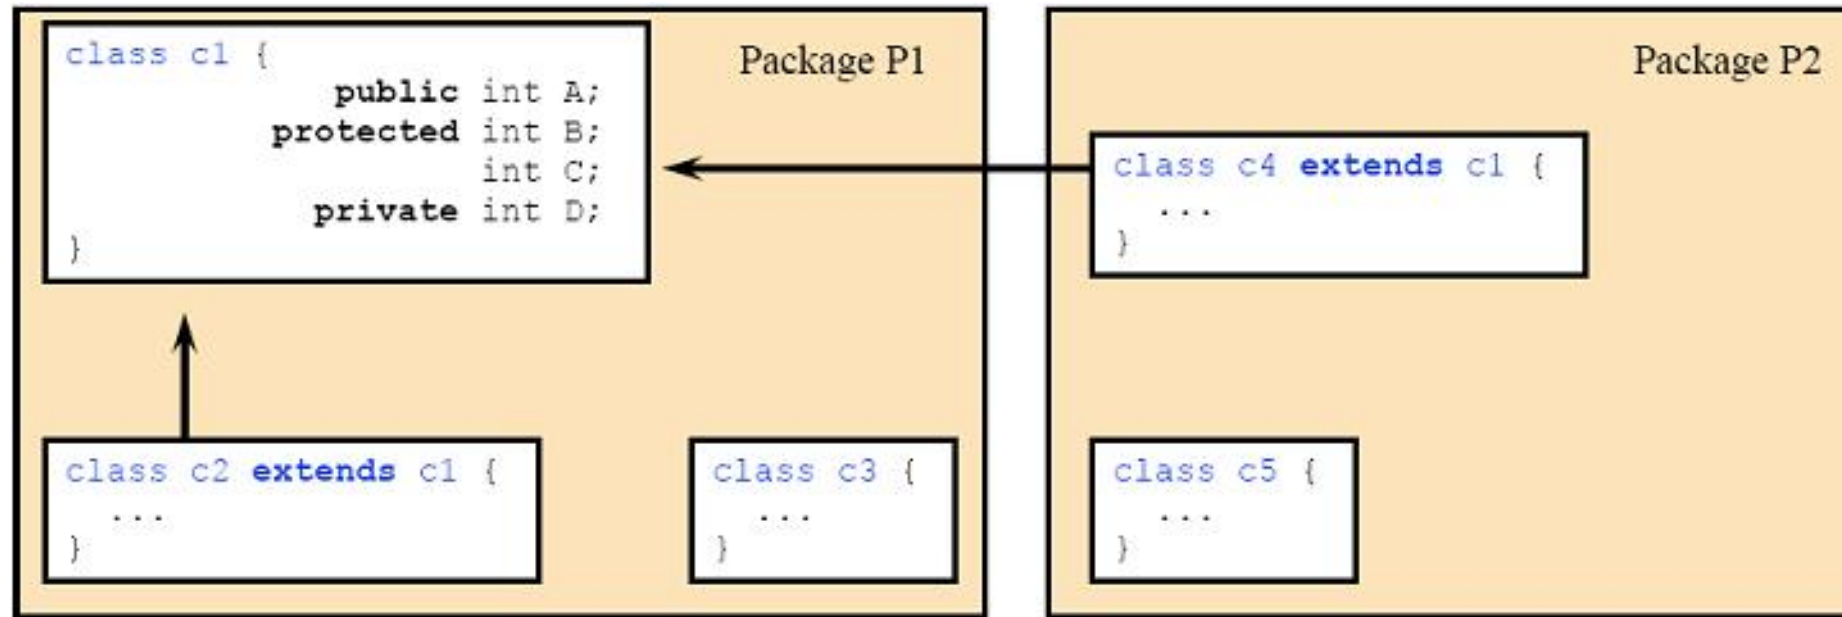 class c1 {
public int A;
protected int B;
int C;
private int D;
}
Package P1
class c2 extends c1 {
...
}
class c3 {
...
}
Package P2
class c4 extends c1 {
...
}
class c5 {
...
}